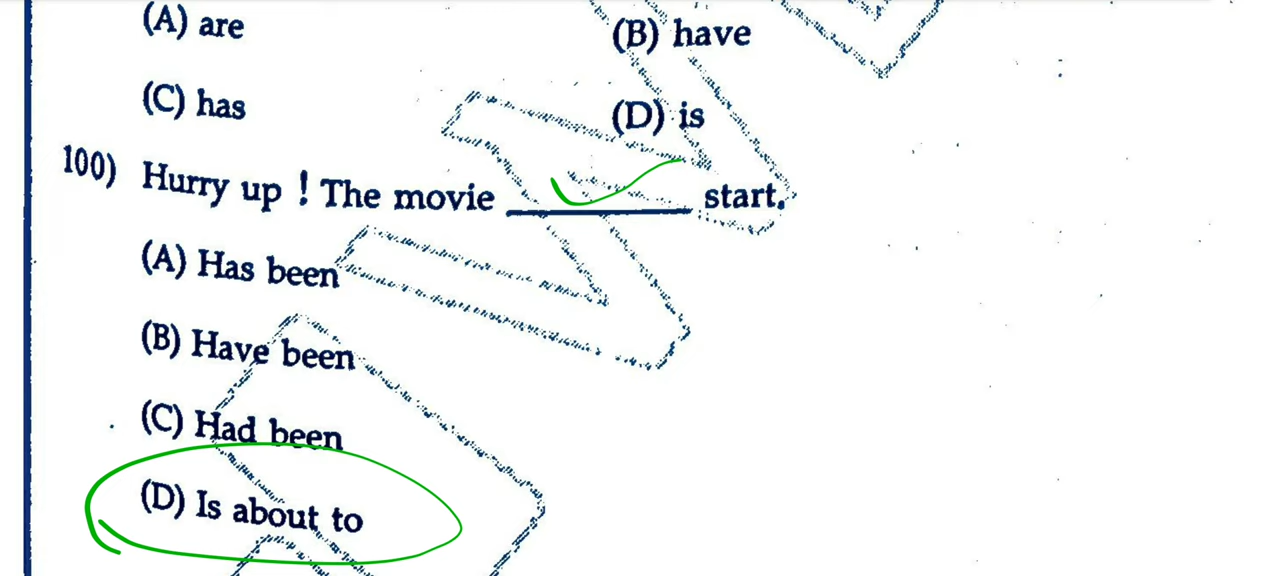 (A) are (B) have
(C) has (D) is
100) Hurry up ! The movie ________ start.
(A) Has been
(B) Have been
(C) Had been
(D) Is about to